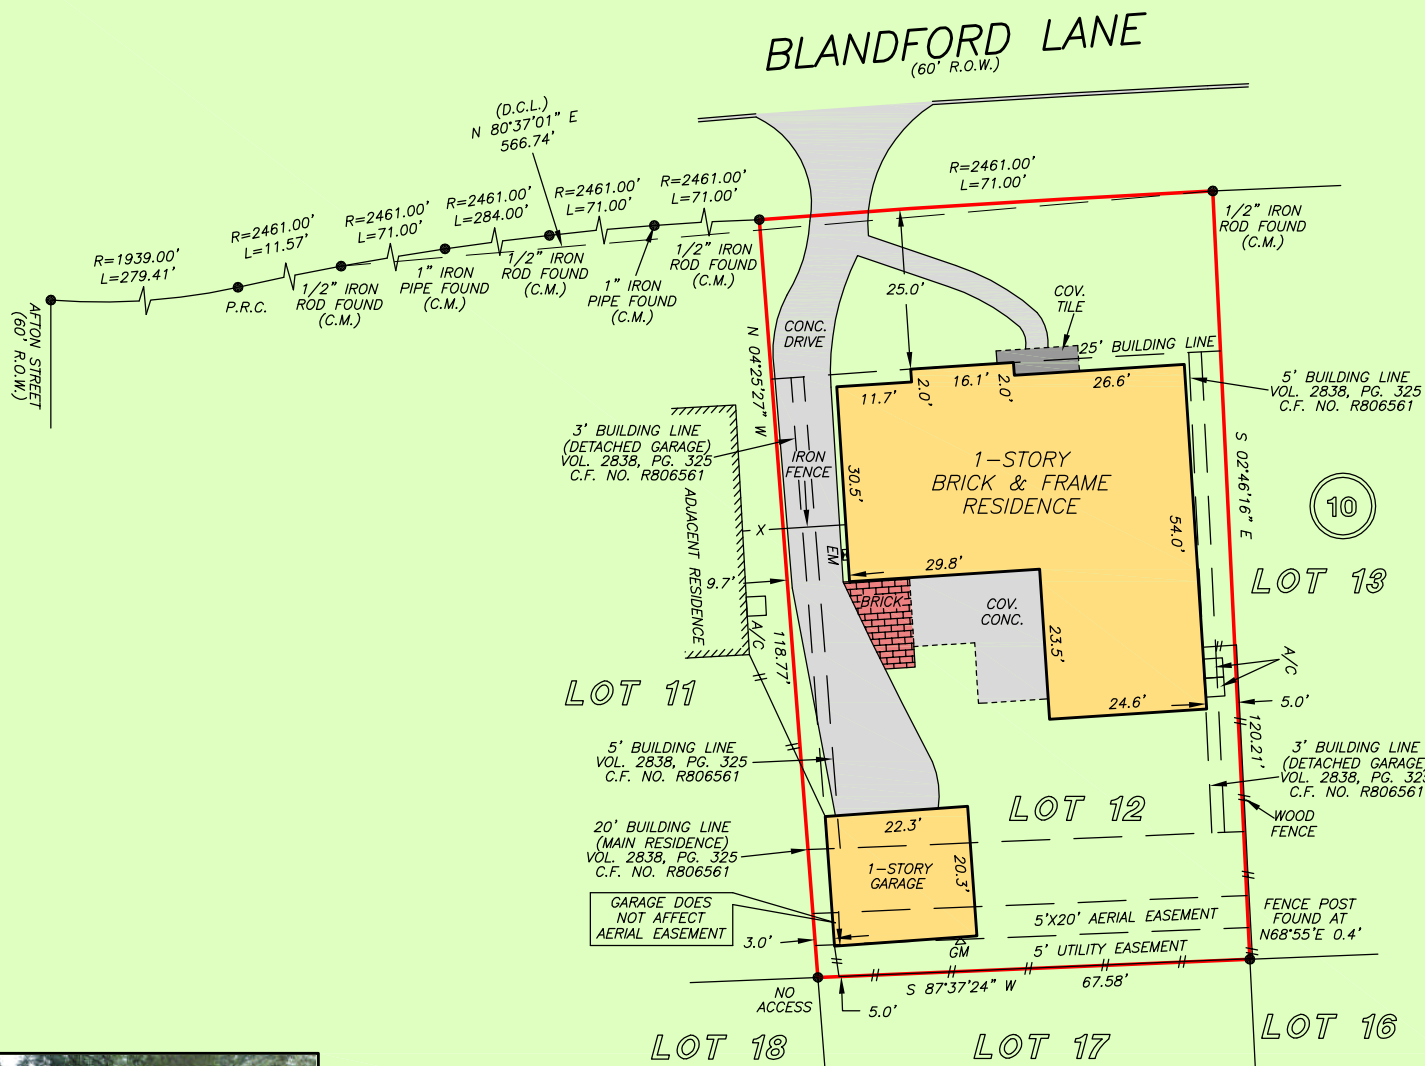 BLANDFORD LANE
(60' R.O.W.)
(D.C.L.)
N 80°37'01" E
566.74'
R=1939.00'
L=279.41'
R=2461.00'
L=11.57'
R=2461.00'
L=71.00'
R=2461.00'
L=284.00'
R=2461.00'
L=71.00'
R=2461.00'
L=71.00'
R=2461.00'
L=71.00'
AFTON STREET
(60' R.O.W.)
P.R.C.
1/2" IRON
ROD FOUND
(C.M.)
1" IRON
PIPE FOUND
(C.M.)
1/2" IRON
ROD FOUND
(C.M.)
1" IRON
PIPE FOUND
(C.M.)
1/2" IRON
ROD FOUND
(C.M.)
1/2" IRON
ROD FOUND
(C.M.)
25.0'
COV.
TILE
CONC.
DRIVE
N 04°25'27" W
25' BUILDING LINE
11.7'
2.0'
16.1'
2.0'
26.6'
5' BUILDING LINE
VOL. 2838, PG. 325
C.F. NO. R806561
3' BUILDING LINE
(DETACHED GARAGE)
VOL. 2838, PG. 325
C.F. NO. R806561
IRON
FENCE
30.5'
1-STORY
BRICK & FRAME
RESIDENCE
S 02°46'16" E
10
54.0'
ADJACENT RESIDENCE
X
EM
29.8'
9.7'
A/C
BRICK
COV.
CONC.
23.5'
LOT 13
118.77'
LOT 11
A/C
24.6'
5.0'
120.21'
5' BUILDING LINE
VOL. 2838, PG. 325
C.F. NO. R806561
3' BUILDING LINE
(DETACHED GARAGE
VOL. 2838, PG. 325
C.F. NO. R806561
WOOD
FENCE
LOT 12
22.3'
20' BUILDING LINE
(MAIN RESIDENCE)
VOL. 2838, PG. 325
C.F. NO. R806561
1-STORY
GARAGE
20.3'
GARAGE DOES
NOT AFFECT
AERIAL EASEMENT
3.0'
5'X20' AERIAL EASEMENT
5' UTILITY EASEMENT
GM
FENCE POST
FOUND AT
N68°55'E 0.4'
S 87°37'24" W
67.58'
NO
ACCESS
5.0'
LOT 18
LOT 17
LOT 16